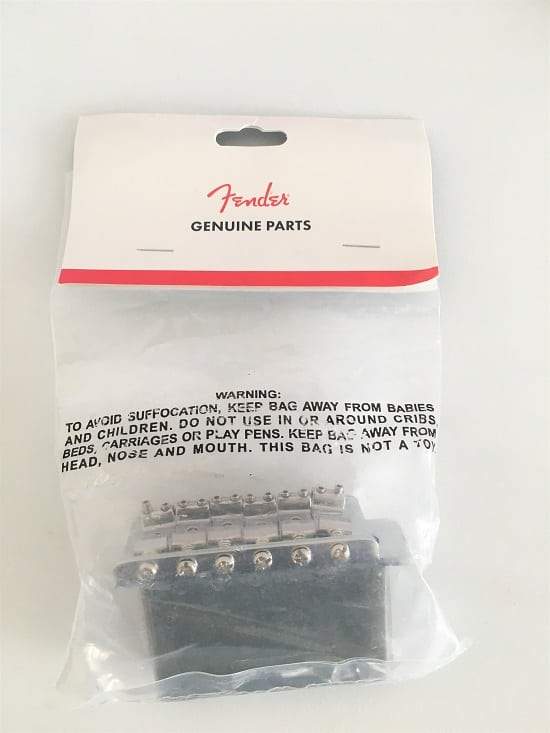 Fender
GENUINE PARTS
WARNING:
TO AVOID SUFFOCATION, KEEP BAG AWAY FROM BABIES
AND CHILDREN. DO NOT USE IN OR AROUND CRIBS,
BEDS, CARRIAGES OR PLAY PENS. KEEP BAG AWAY FROM
HEAD, NOSE AND MOUTH. THIS BAG IS NOT A TOY.